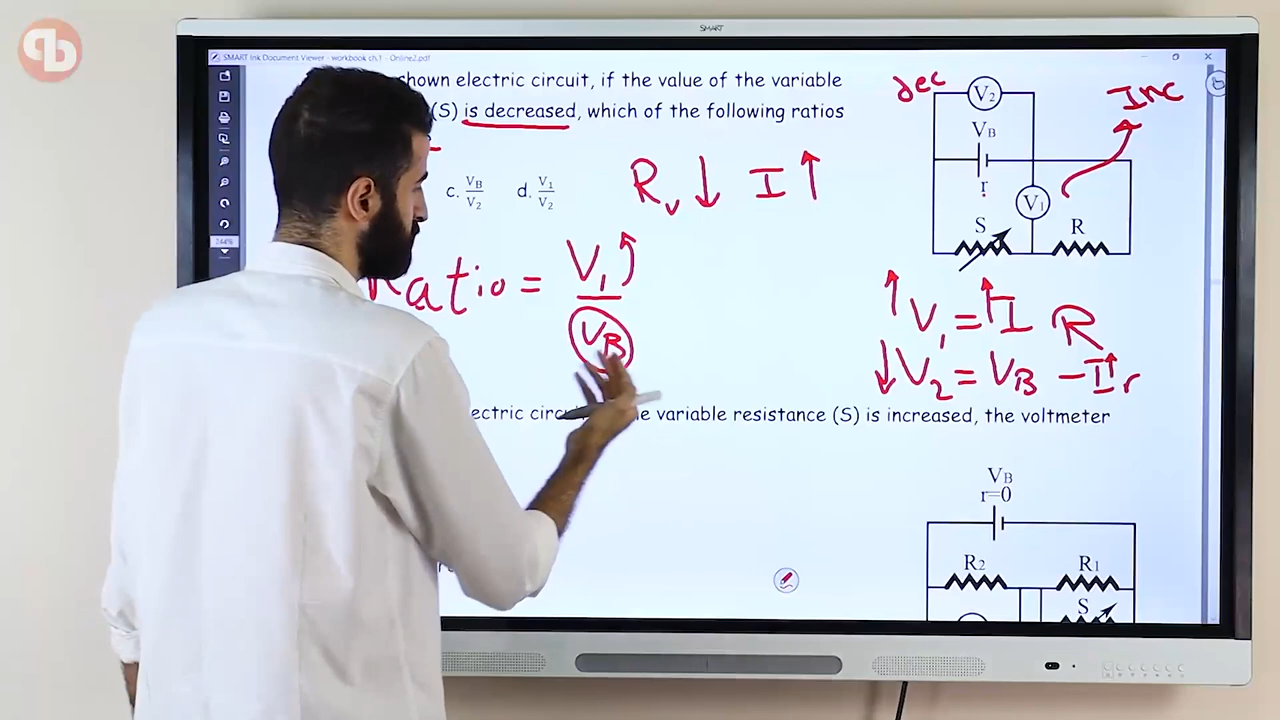 SMART
SMART Ink Document Viewer - workbook ch.1 - Online2.pdf
shown electric circuit, if the value of the variable
(S) is decreased, which of the following ratios
c. VB/V2 d. V1/V2
Rv ↓ I ↑
Ratio = V1 ↑ / VB
dec
Inc
V2
VB
r
V1
S
R
↑ V1 = ↑ I R
↓ V2 = VB - I↑ r
244%
variable resistance (S) is increased, the voltmeter
VB
r=0
R2
R1
S